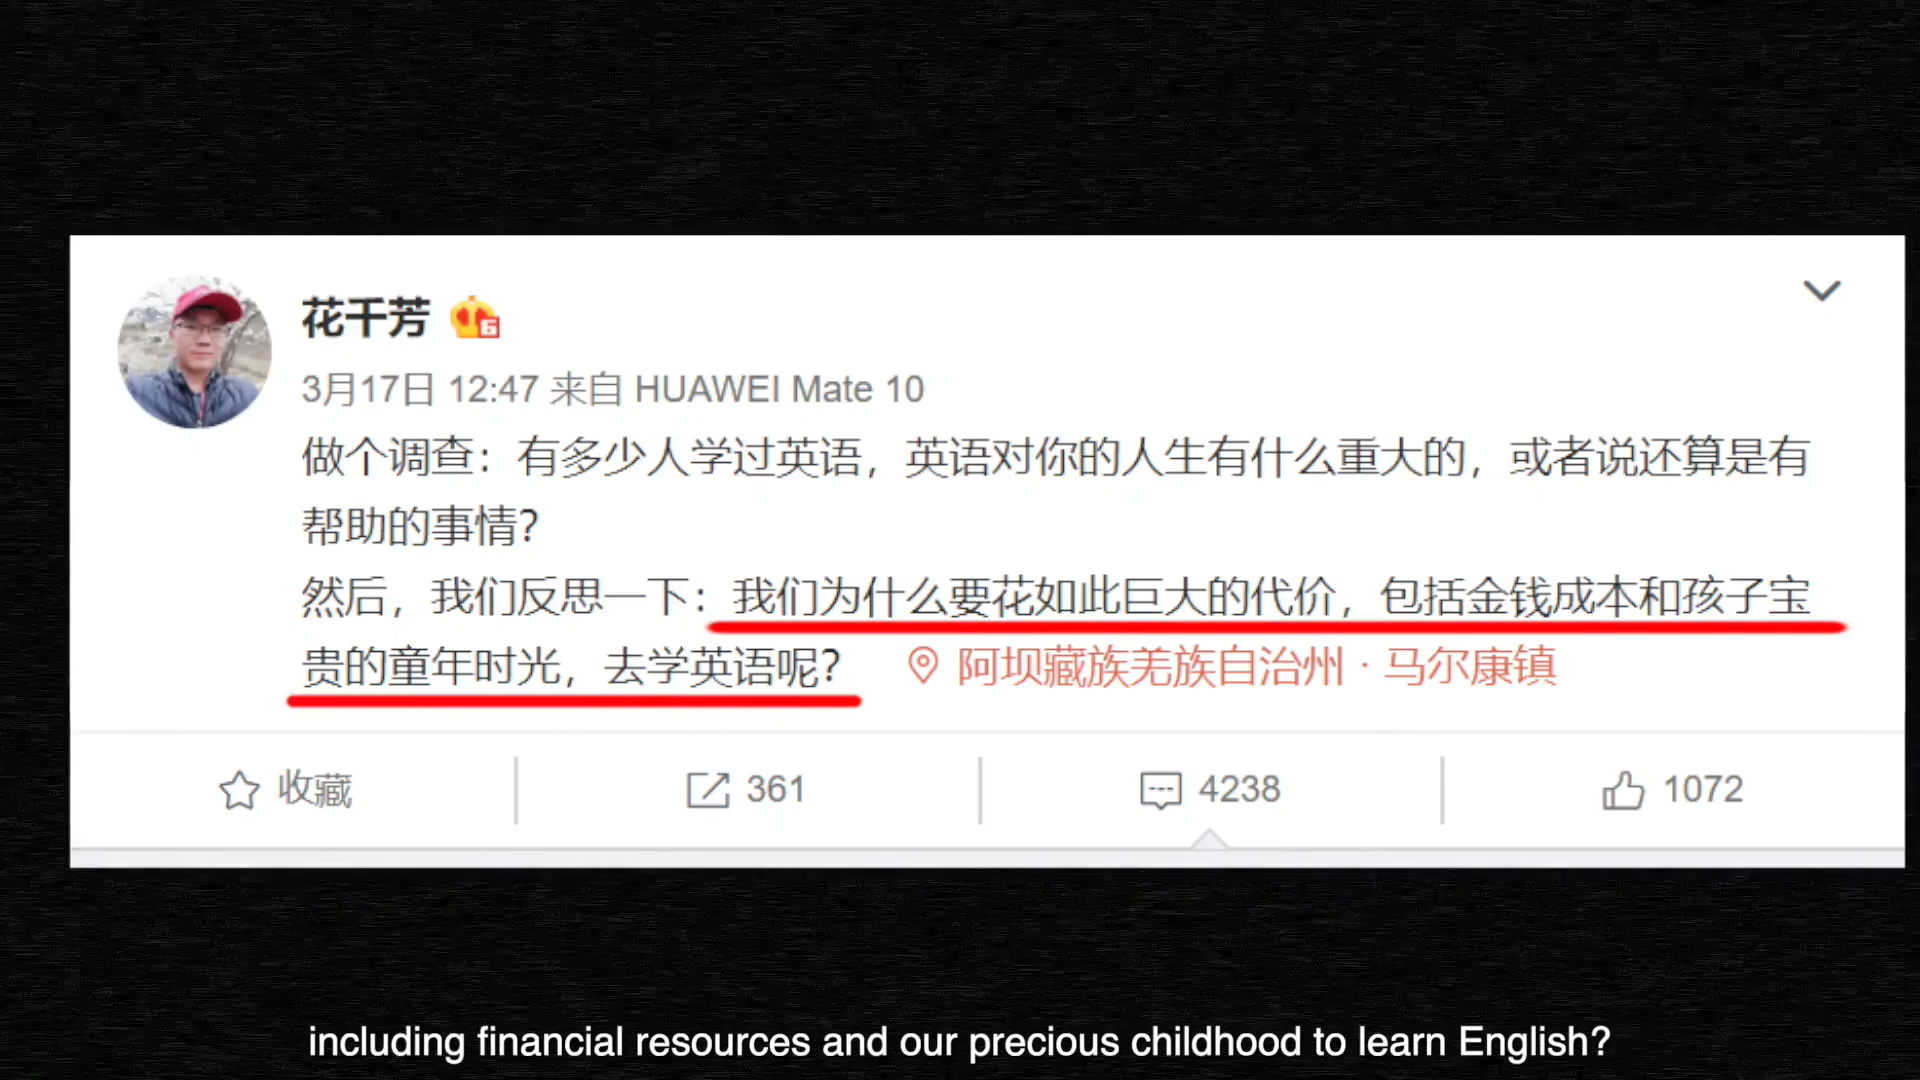 花千芳 6
3月17日 12:47 来自 HUAWEI Mate 10
做个调查：有多少人学过英语，英语对你的人生有什么重大的，或者说还算是有
帮助的事情？
然后，我们反思一下：我们为什么要花如此巨大的代价，包括金钱成本和孩子宝
贵的童年时光，去学英语呢？ 阿坝藏族羌族自治州 · 马尔康镇
收藏 361 4238 1072
including financial resources and our precious childhood to learn English?